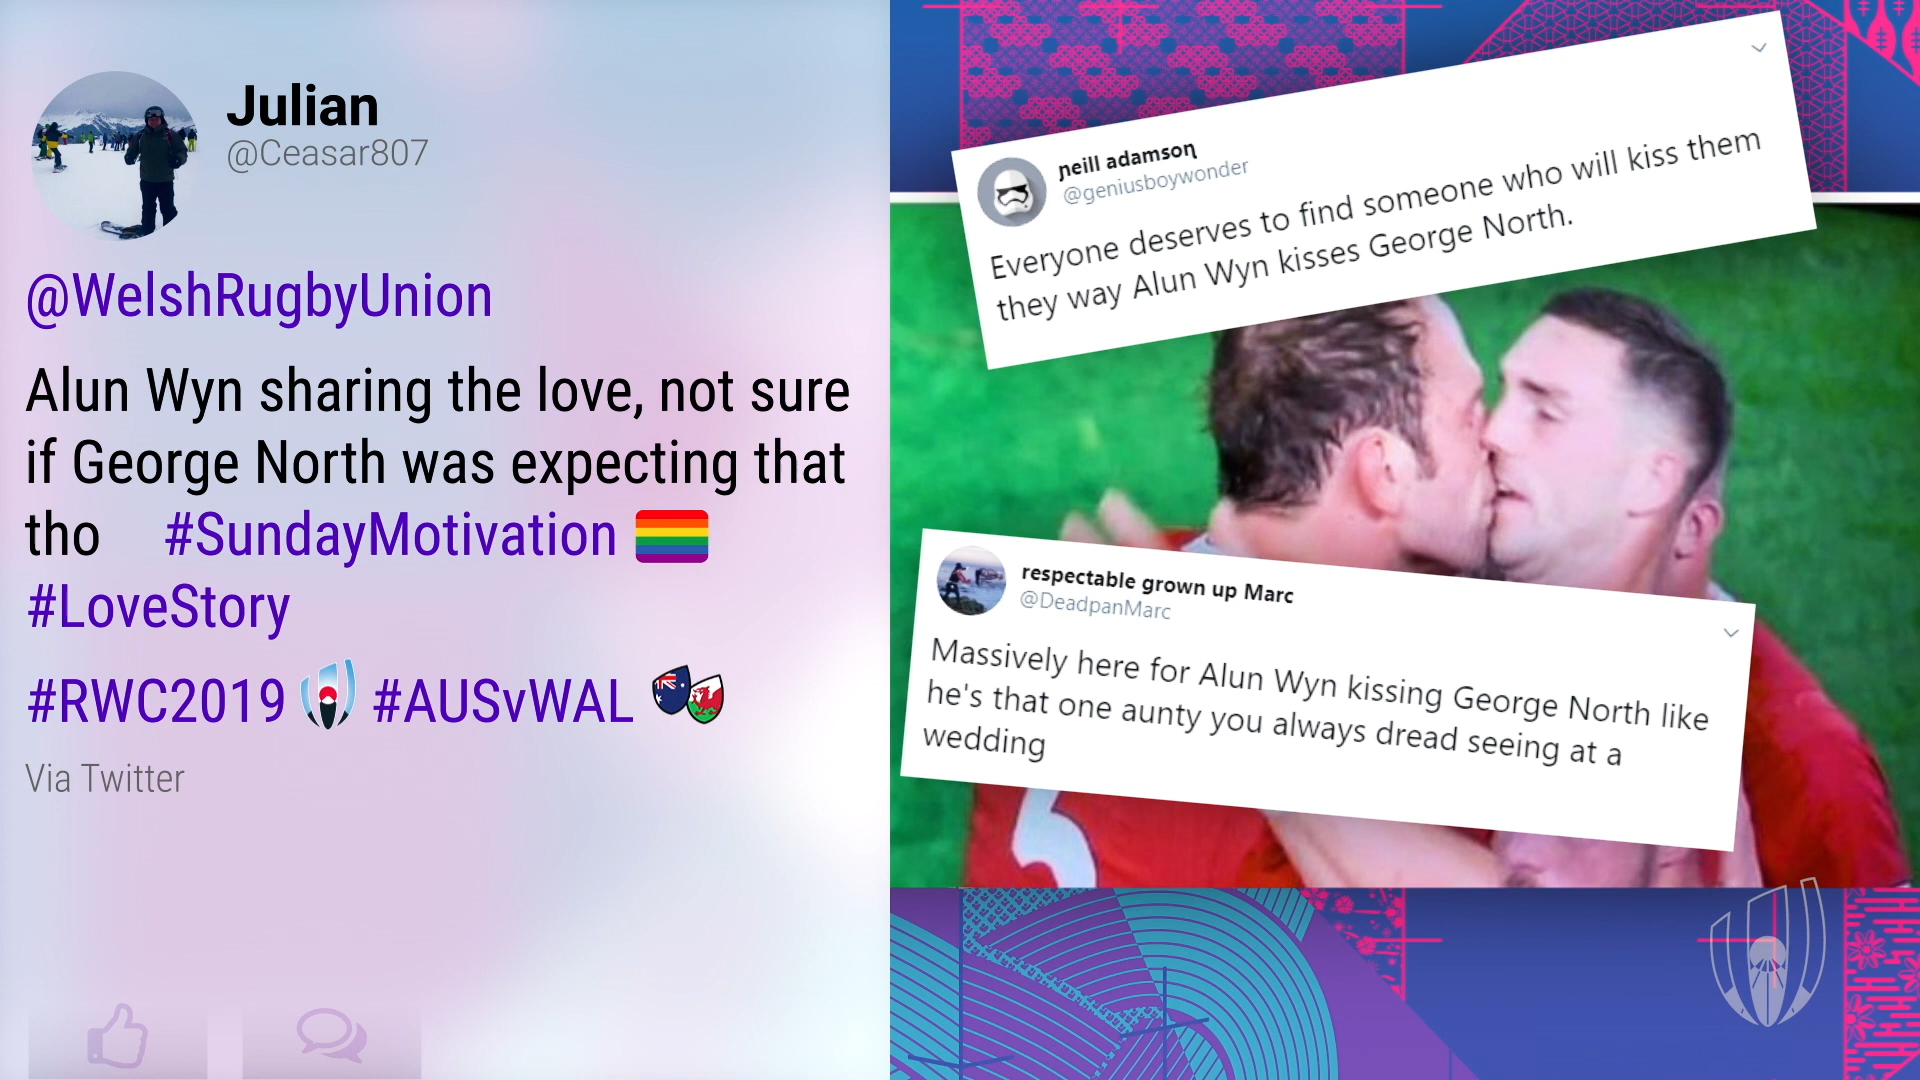 Julian
@Ceasar807
@WelshRugbyUnion
Alun Wyn sharing the love, not sure
if George North was expecting that
tho #SundayMotivation
#LoveStory
#RWC2019 #AUSvWAL
Via Twitter
neill adamson
@geniusboywonder
Everyone deserves to find someone who will kiss them
they way Alun Wyn kisses George North.
respectable grown up Marc
@DeadpanMarc
Massively here for Alun Wyn kissing George North like
he's that one aunty you always dread seeing at a
wedding
5